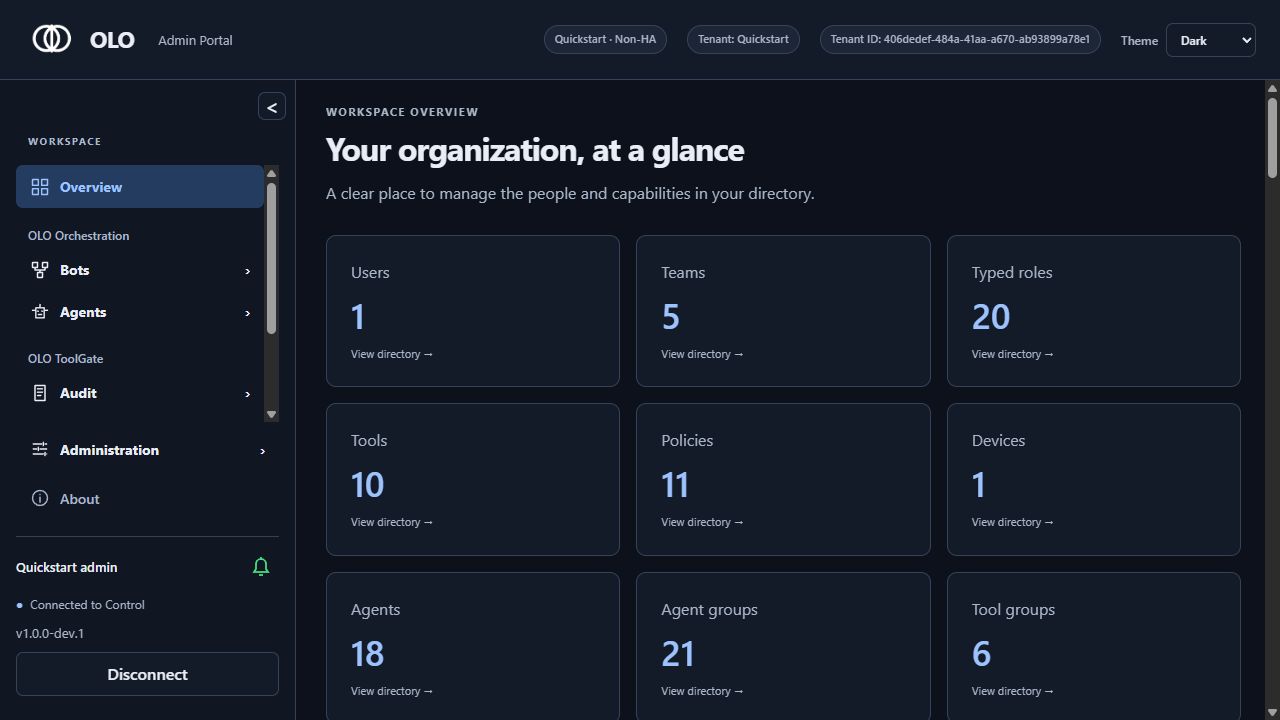 OLO Admin Portal
Quickstart · Non-HA
Tenant: Quickstart
Tenant ID: 406dedef-484a-41aa-a670-ab93899a78e1
Theme Dark
<
WORKSPACE
Overview
OLO Orchestration
Bots ›
Agents ›
OLO ToolGate
Audit ›
Administration ›
About
Quickstart admin
Connected to Control
v1.0.0-dev.1
Disconnect
WORKSPACE OVERVIEW
Your organization, at a glance
A clear place to manage the people and capabilities in your directory.
Users
1
View directory →
Teams
5
View directory →
Typed roles
20
View directory →
Tools
10
View directory →
Policies
11
View directory →
Devices
1
View directory →
Agents
18
View directory →
Agent groups
21
View directory →
Tool groups
6
View directory →